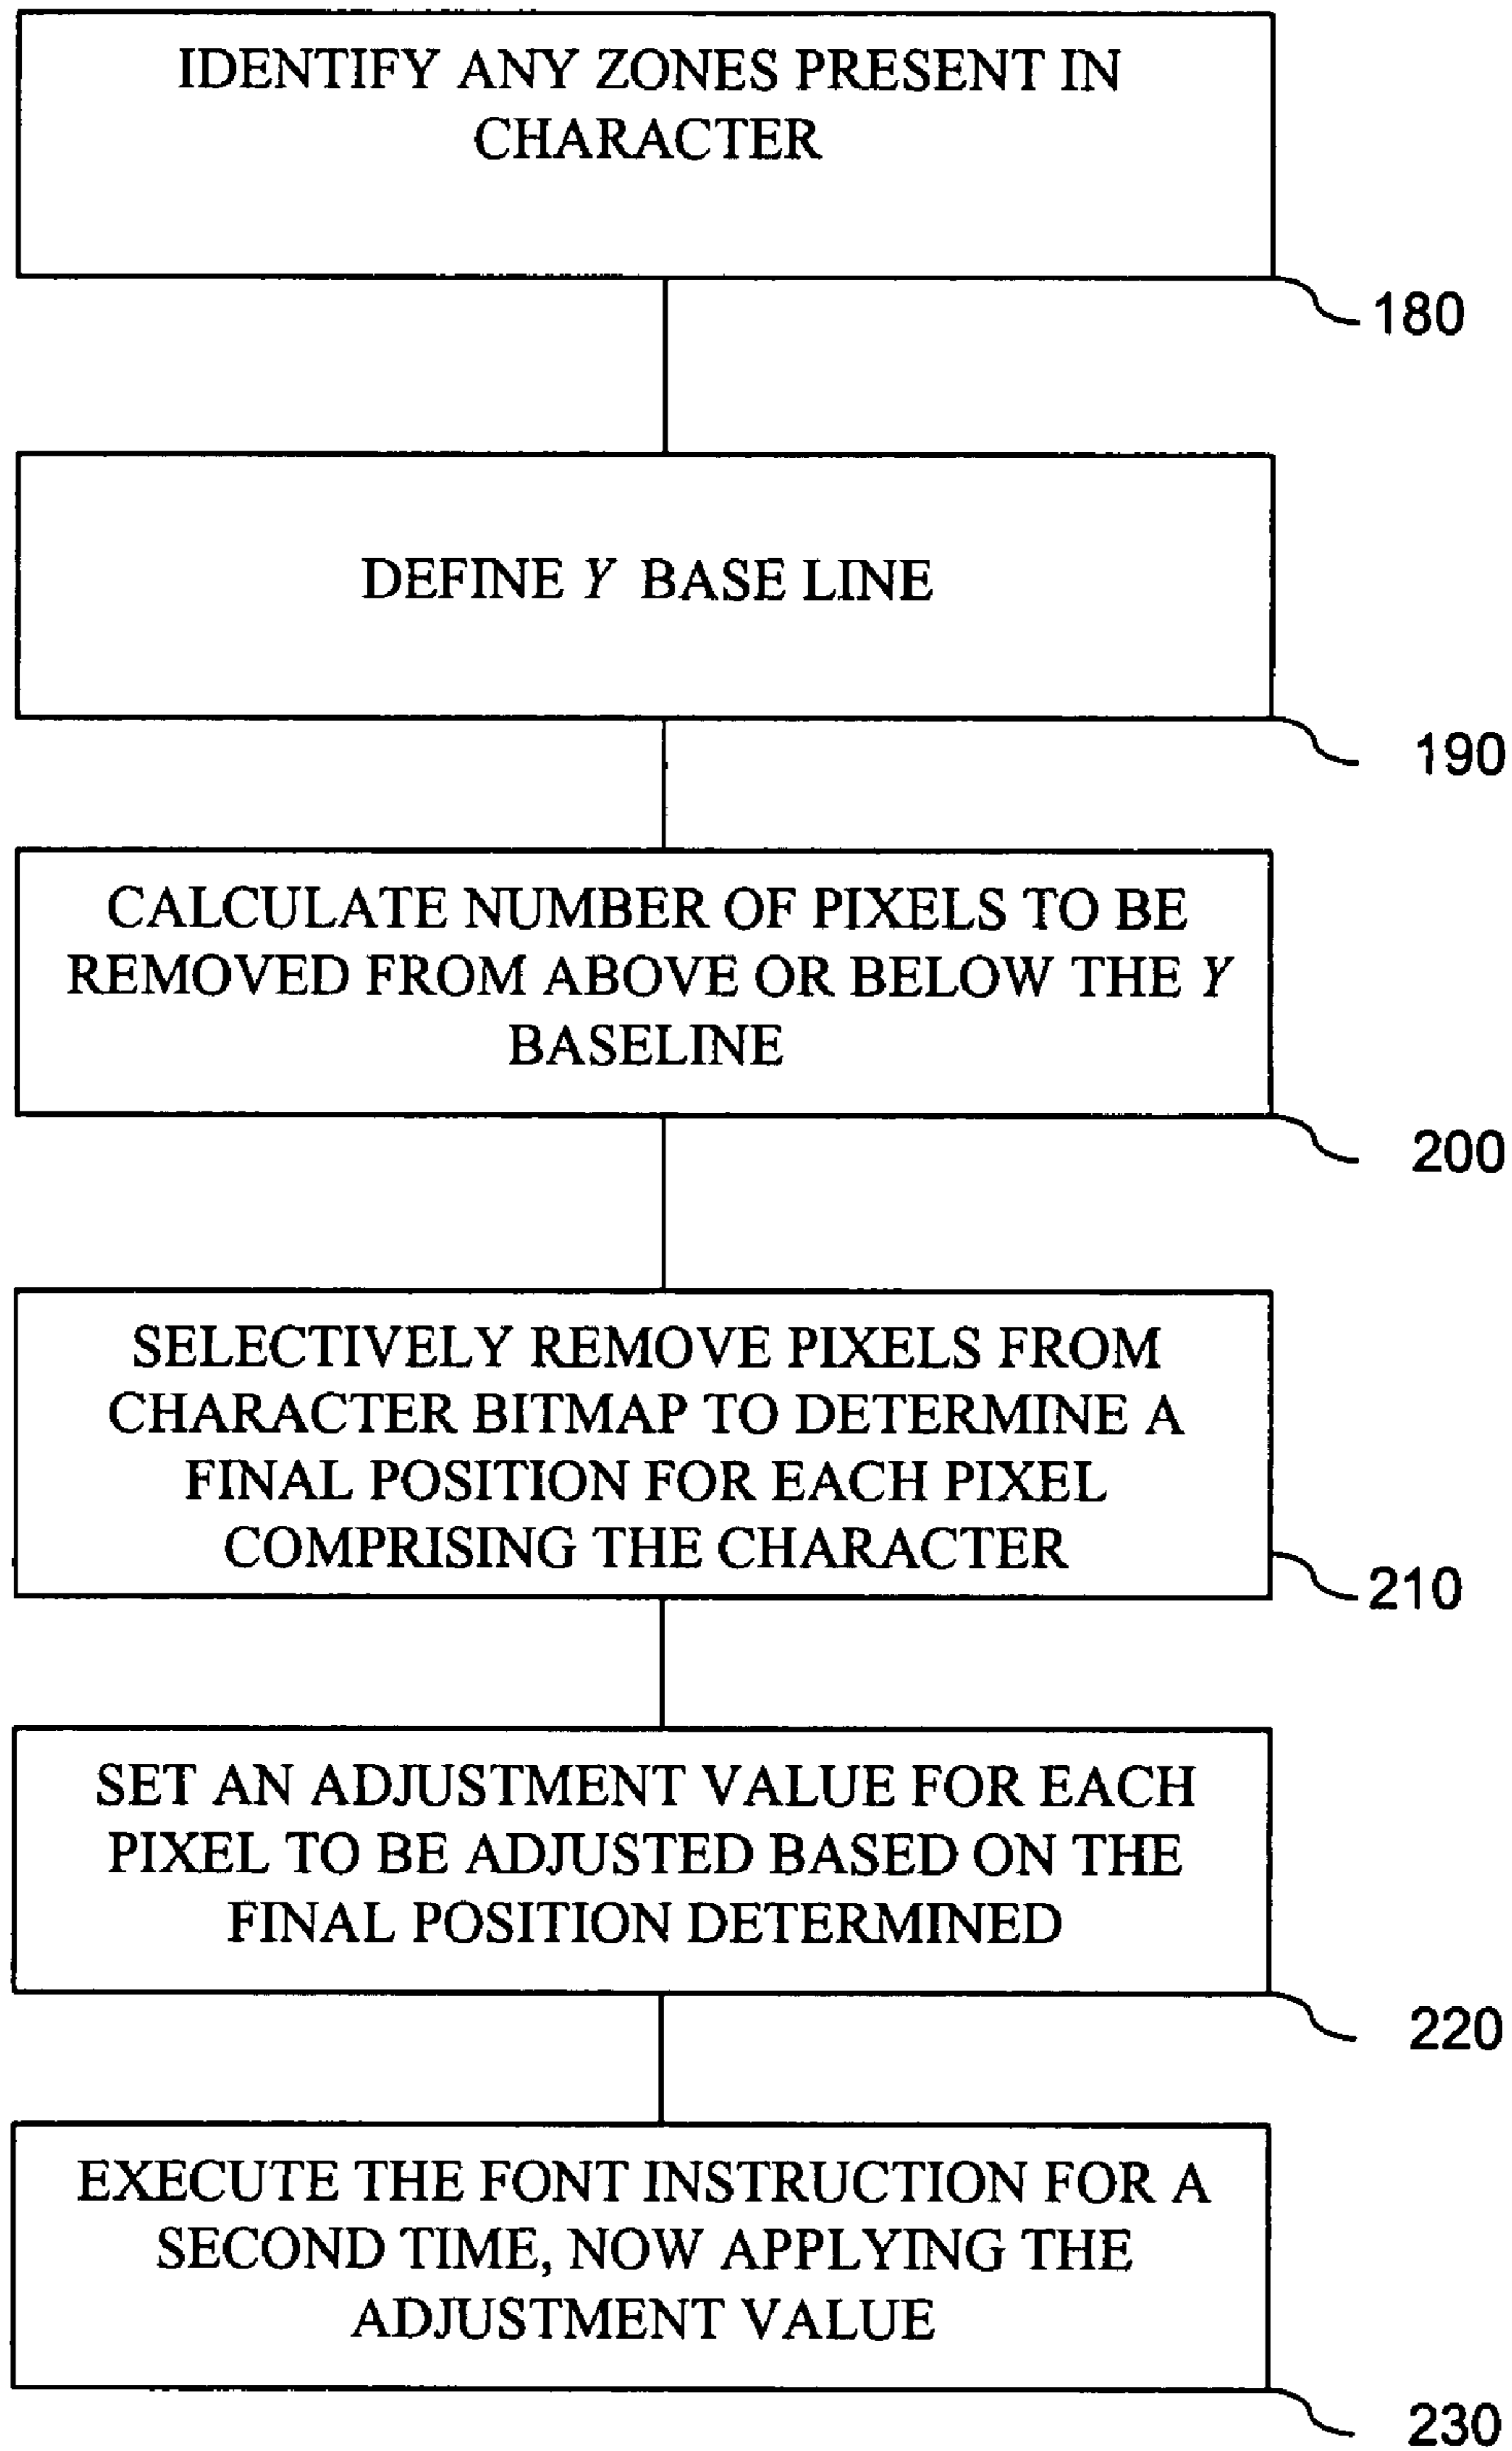 IDENTIFY ANY ZONES PRESENT IN
CHARACTER
180
DEFINE Y BASE LINE
190
CALCULATE NUMBER OF PIXELS TO BE
REMOVED FROM ABOVE OR BELOW THE Y
BASELINE
200
SELECTIVELY REMOVE PIXELS FROM
CHARACTER BITMAP TO DETERMINE A
FINAL POSITION FOR EACH PIXEL
COMPRISING THE CHARACTER
210
SET AN ADJUSTMENT VALUE FOR EACH
PIXEL TO BE ADJUSTED BASED ON THE
FINAL POSITION DETERMINED
220
EXECUTE THE FONT INSTRUCTION FOR A
SECOND TIME, NOW APPLYING THE
ADJUSTMENT VALUE
230